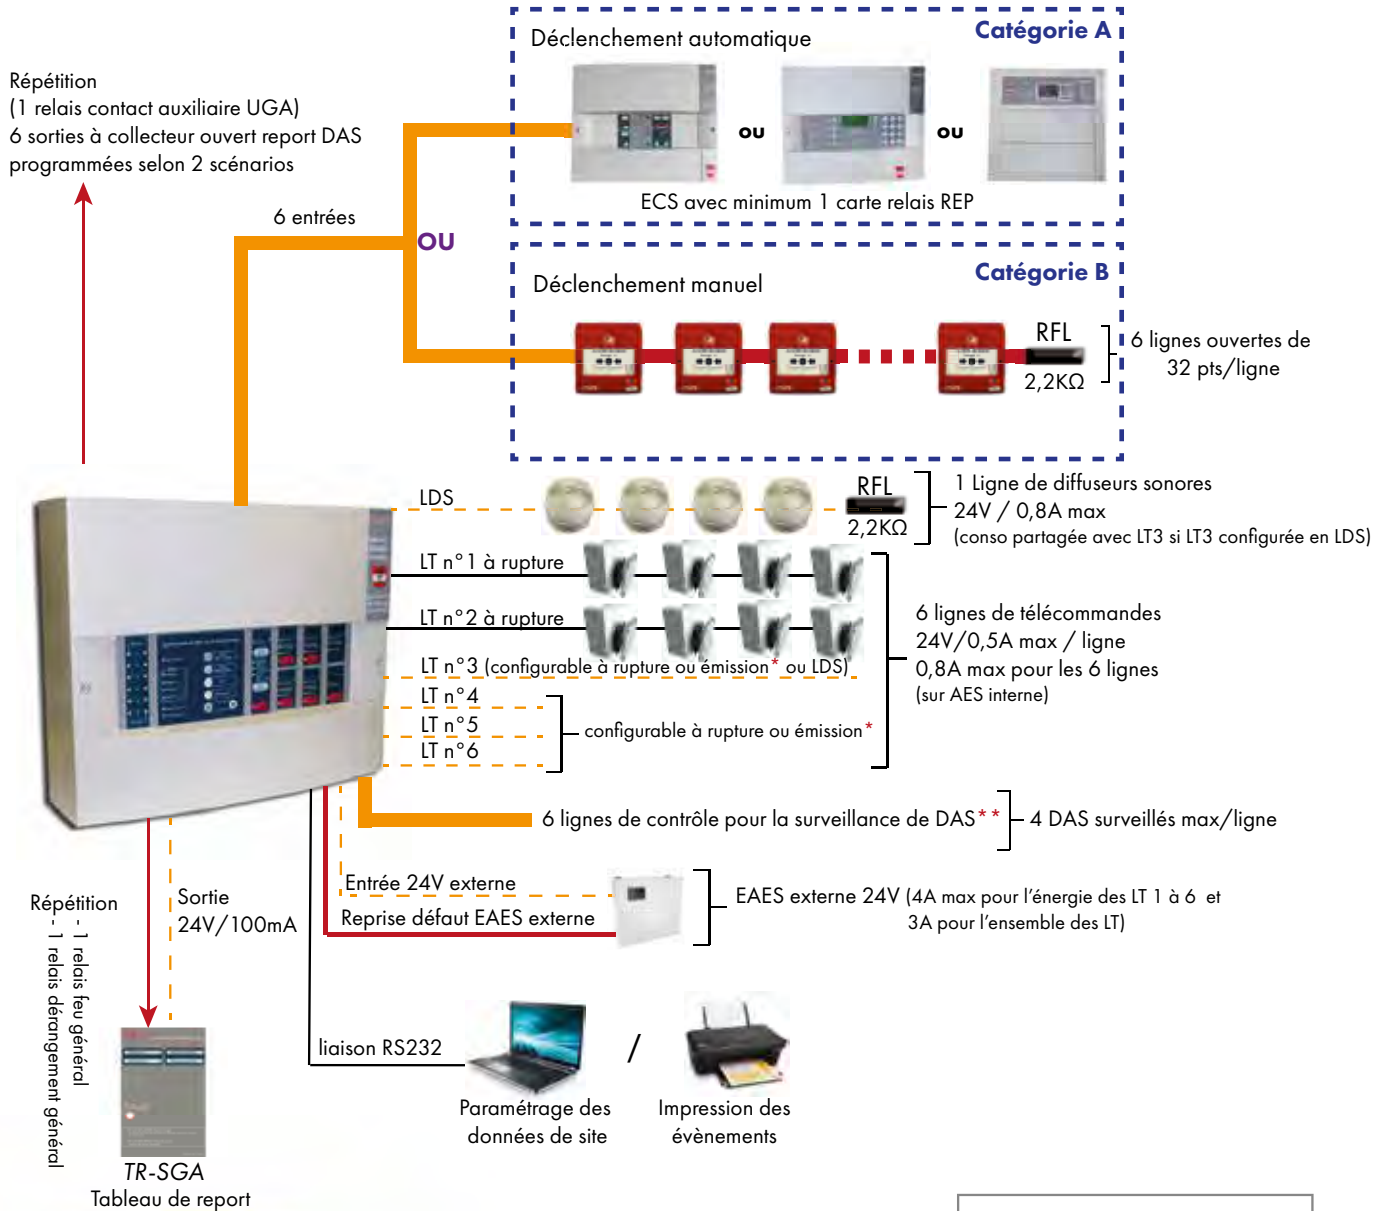 Déclenchement automatique
Catégorie A
Répétition
(1 relais contact auxiliaire UGA)
6 sorties à collecteur ouvert report DAS
programmées selon 2 scénarios
ou
ou
ECS avec minimum 1 carte relais REP
6 entrées
OU
Catégorie B
Déclenchement manuel
RFL
2,2KΩ
6 lignes ouvertes de
32 pts/ligne
LDS
RFL
2,2KΩ
1 Ligne de diffuseurs sonores
24V / 0,8A max
(conso partagée avec LT3 si LT3 configurée en LDS)
LT n°1 à rupture
LT n°2 à rupture
LT n°3 (configurable à rupture ou émission* ou LDS)
LT n°4
LT n°5
LT n°6
configurable à rupture ou émission*
6 lignes de télécommandes
24V/0,5A max / ligne
0,8A max pour les 6 lignes
(sur AES interne)
6 lignes de contrôle pour la surveillance de DAS**
4 DAS surveillés max/ligne
Entrée 24V externe
Reprise défaut EAES externe
EAES externe 24V (4A max pour l'énergie des LT 1 à 6 et
3A pour l'ensemble des LT)
Répétition
- 1 relais feu général
- 1 relais dérangement général
Sortie
24V/100mA
liaison RS232
/
Paramétrage des
données de site
Impression des
évènements
TR-SGA
Tableau de report